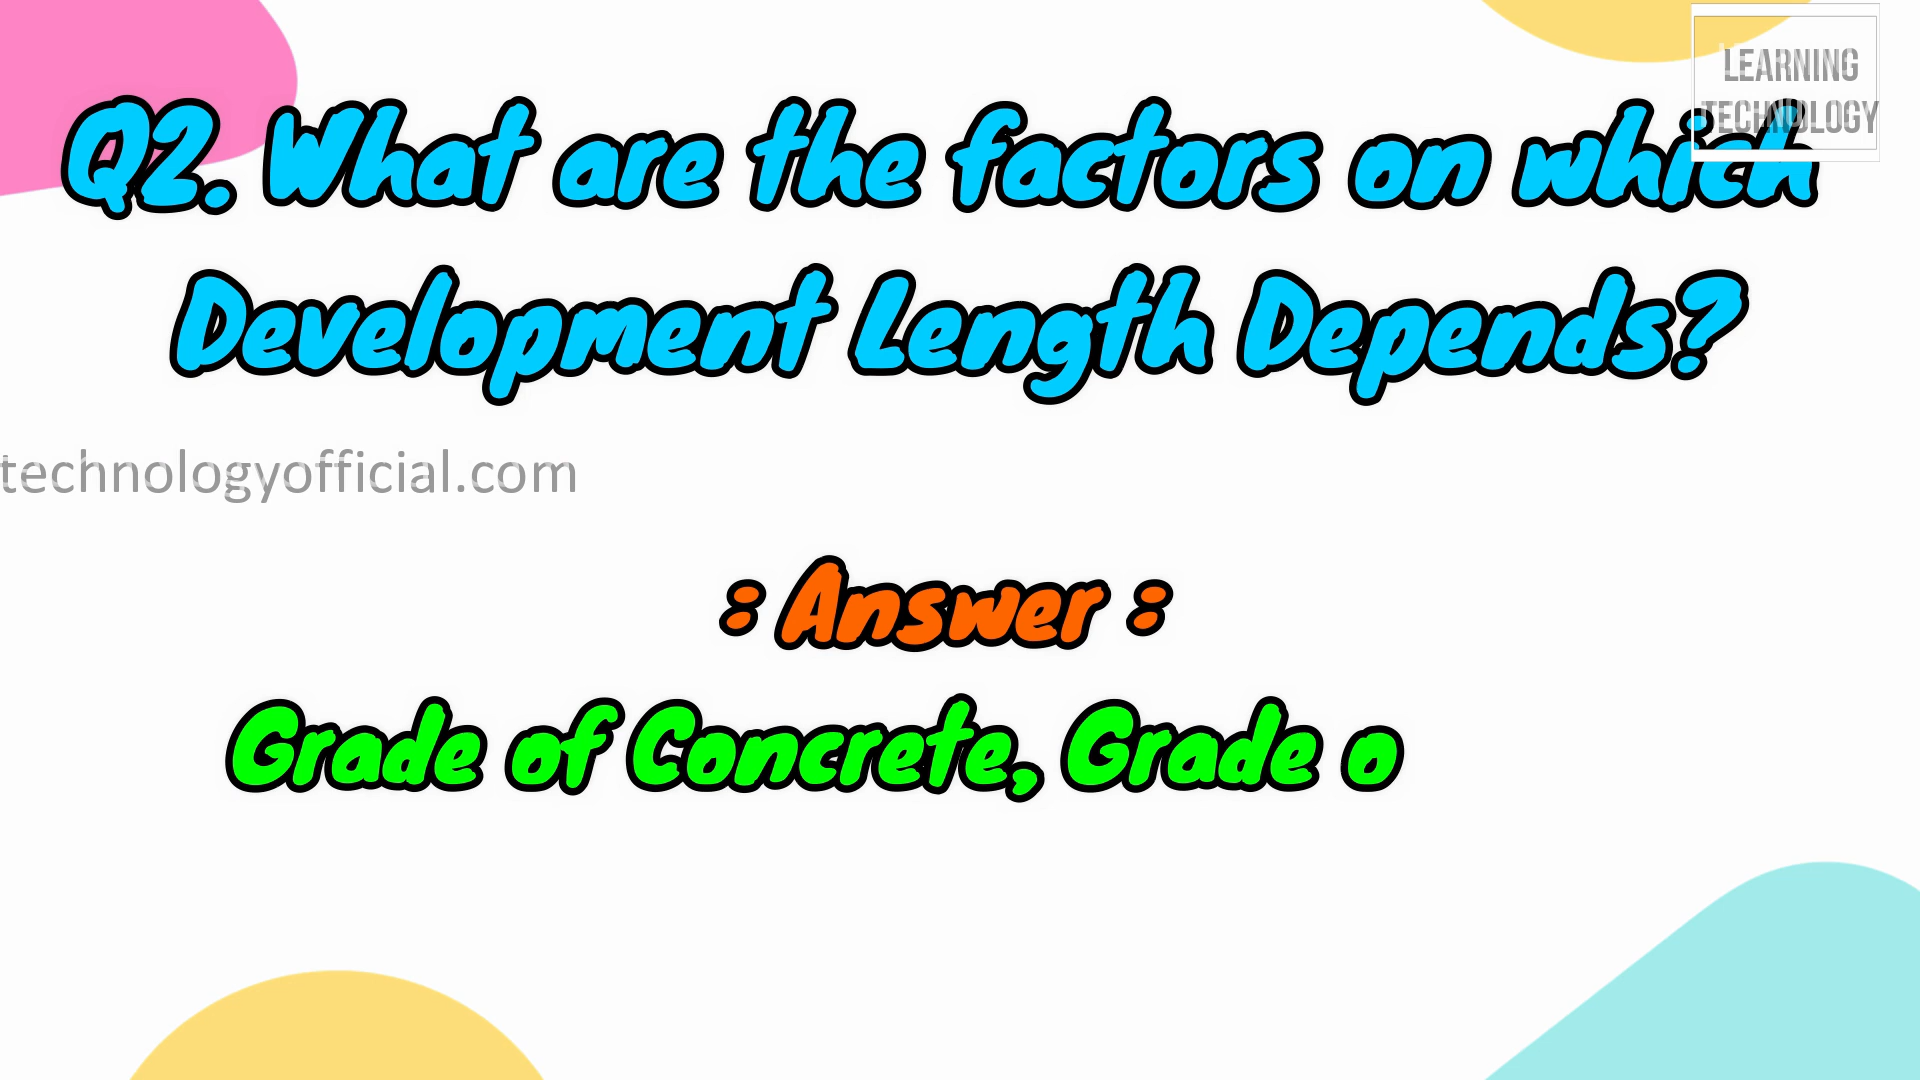 LEARNING
TECHNOLOGY
Q2. What are the factors on which
Development Length Depends?
technologyofficial.com
: Answer :
Grade of Concrete, Grade o